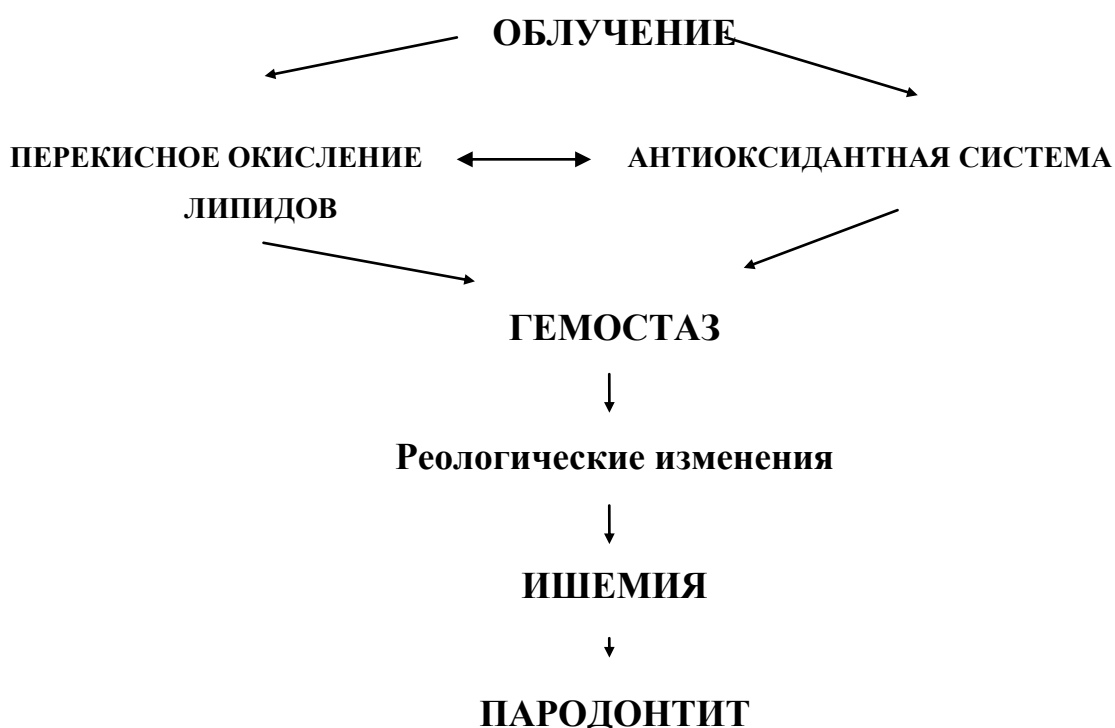 ОБЛУЧЕНИЕ
ПЕРЕКИСНОЕ ОКИСЛЕНИЕ
ЛИПИДОВ
АНТИОКСИДАНТНАЯ СИСТЕМА
ГЕМОСТАЗ
Реологические изменения
ИШЕМИЯ
ПАРОДОНТИТ